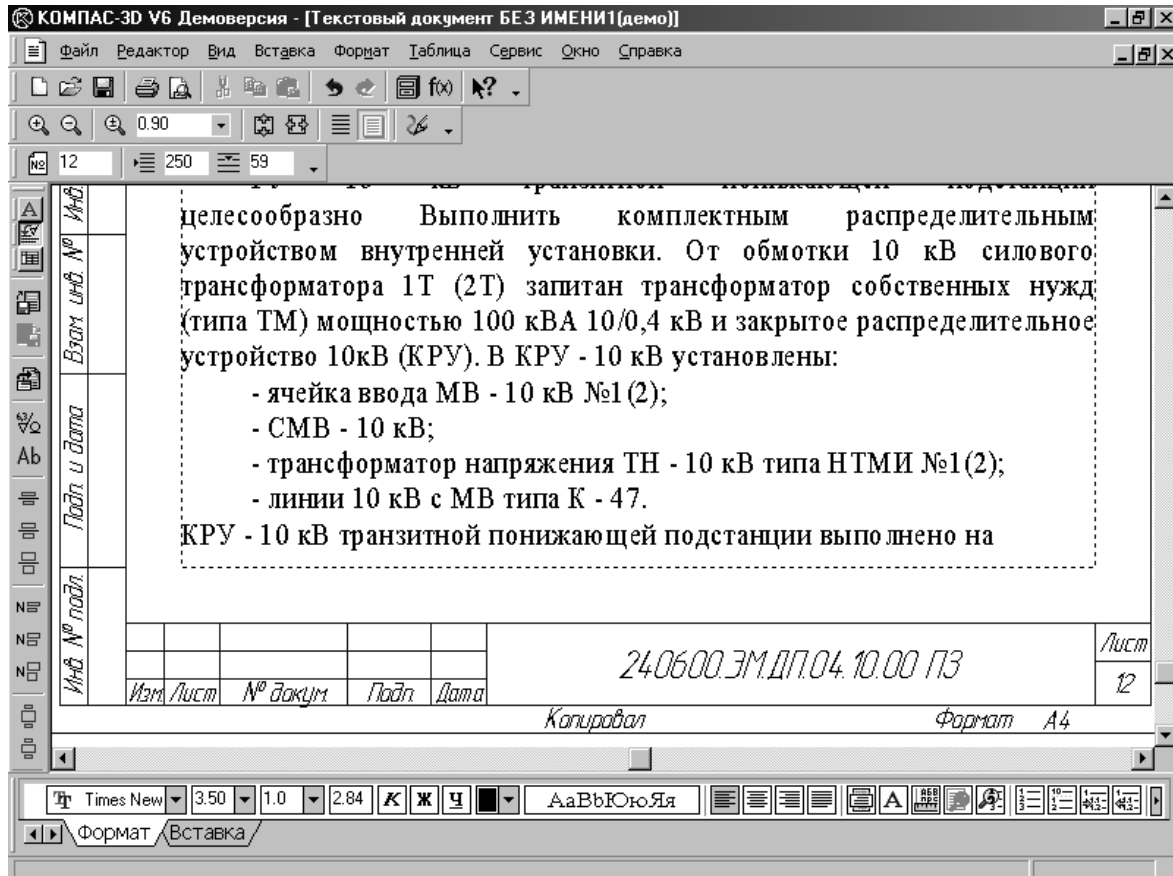 КОМПАС-3D V6 Демоверсия - [Текстовый документ БЕЗ ИМЕНИ1(демо)]
Файл Редактор Вид Вставка Формат Таблица Сервис Окно Справка
f(x)
0.90
12 250 59
целесообразно Выполнить комплектным распределительным
устройством внутренней установки. От обмотки 10 кВ силового
трансформатора 1Т (2Т) запитан трансформатор собственных нужд
(типа ТМ) мощностью 100 кВА 10/0,4 кВ и закрытое распределительное
устройство 10кВ (КРУ). В КРУ - 10 кВ установлены:
- ячейка ввода МВ - 10 кВ №1(2);
- СМВ - 10 кВ;
- трансформатор напряжения ТН - 10 кВ типа НТМИ №1(2);
- линии 10 кВ с МВ типа К - 47.
КРУ - 10 кВ транзитной понижающей подстанции выполнено на
Инв.
Взам. инв. №
Подп. и дата
Инв. № подл.
Изм. Лист № докум. Подп. Дата
24.06.00.ЭМ.ДП.04.10.00 ПЗ
Лист
12
Копировал Формат А4
Times New 3.50 1.0 2.84 К Ж Ч АаВbЮюЯя
Формат Вставка